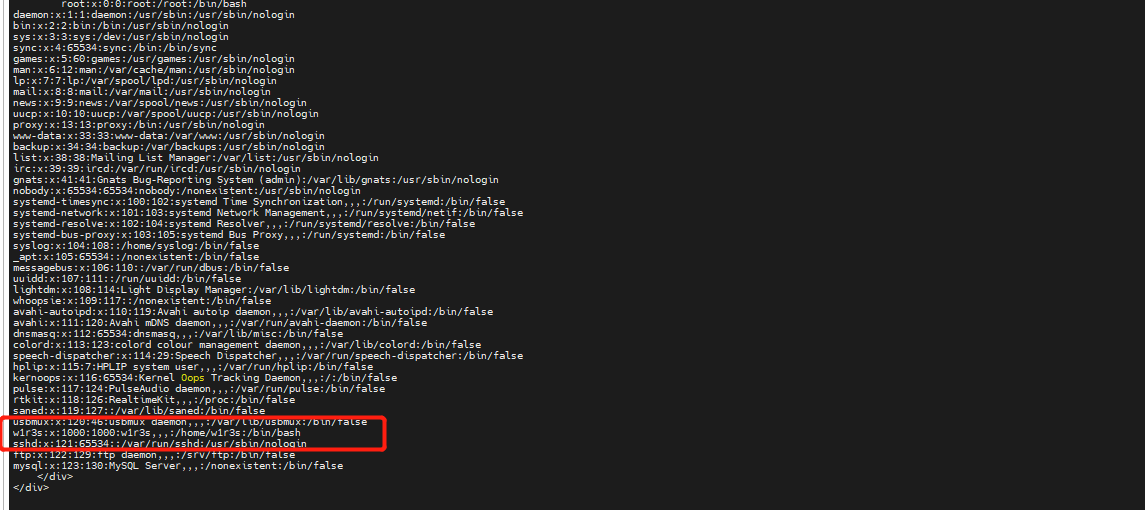 root:x:0:0:root:/root:/bin/bash
daemon:x:1:1:daemon:/usr/sbin:/usr/sbin/nologin
bin:x:2:2:bin:/bin:/usr/sbin/nologin
sys:x:3:3:sys:/dev:/usr/sbin/nologin
sync:x:4:65534:sync:/bin:/bin/sync
games:x:5:60:games:/usr/games:/usr/sbin/nologin
man:x:6:12:man:/var/cache/man:/usr/sbin/nologin
lp:x:7:7:lp:/var/spool/lpd:/usr/sbin/nologin
mail:x:8:8:mail:/var/mail:/usr/sbin/nologin
news:x:9:9:news:/var/spool/news:/usr/sbin/nologin
uucp:x:10:10:uucp:/var/spool/uucp:/usr/sbin/nologin
proxy:x:13:13:proxy:/bin:/usr/sbin/nologin
www-data:x:33:33:www-data:/var/www:/usr/sbin/nologin
backup:x:34:34:backup:/var/backups:/usr/sbin/nologin
list:x:38:38:Mailing List Manager:/var/list:/usr/sbin/nologin
irc:x:39:39:ircd:/var/run/ircd:/usr/sbin/nologin
gnats:x:41:41:Gnats Bug-Reporting System (admin):/var/lib/gnats:/usr/sbin/nologin
nobody:x:65534:65534:nobody:/nonexistent:/usr/sbin/nologin
systemd-timesync:x:100:102:systemd Time Synchronization,,,:/run/systemd:/bin/false
systemd-network:x:101:103:systemd Network Management,,,:/run/systemd/netif:/bin/false
systemd-resolve:x:102:104:systemd Resolver,,,:/run/systemd/resolve:/bin/false
systemd-bus-proxy:x:103:105:systemd Bus Proxy,,,:/run/systemd:/bin/false
syslog:x:104:108::/home/syslog:/bin/false
_apt:x:105:65534::/nonexistent:/bin/false
messagebus:x:106:110::/var/run/dbus:/bin/false
uuidd:x:107:111::/run/uuidd:/bin/false
lightdm:x:108:114:Light Display Manager:/var/lib/lightdm:/bin/false
whoopsie:x:109:117::/nonexistent:/bin/false
avahi-autoipd:x:110:119:Avahi autoip daemon,,,:/var/lib/avahi-autoipd:/bin/false
avahi:x:111:120:Avahi mDNS daemon,,,:/var/run/avahi-daemon:/bin/false
dnsmasq:x:112:65534:dnsmasq,,,:/var/lib/misc:/bin/false
colord:x:113:123:colord colour management daemon,,,:/var/lib/colord:/bin/false
speech-dispatcher:x:114:29:Speech Dispatcher,,,:/var/run/speech-dispatcher:/bin/false
hplip:x:115:7:HPLIP system user,,,:/var/run/hplip:/bin/false
kernoops:x:116:65534:Kernel Oops Tracking Daemon,,,:/:/bin/false
pulse:x:117:124:PulseAudio daemon,,,:/var/run/pulse:/bin/false
rtkit:x:118:126:RealtimeKit,,,:/proc:/bin/false
saned:x:119:127::/var/lib/saned:/bin/false
usbmux:x:120:46:usbmux daemon,,,:/var/lib/usbmux:/bin/false
w1r3s:x:1000:1000:w1r3s,,,:/home/w1r3s:/bin/bash
sshd:x:121:65534::/var/run/sshd:/usr/sbin/nologin
ftp:x:122:129:ftp daemon,,,:/srv/ftp:/bin/false
mysql:x:123:130:MySQL Server,,,:/nonexistent:/bin/false
</div>
</div>